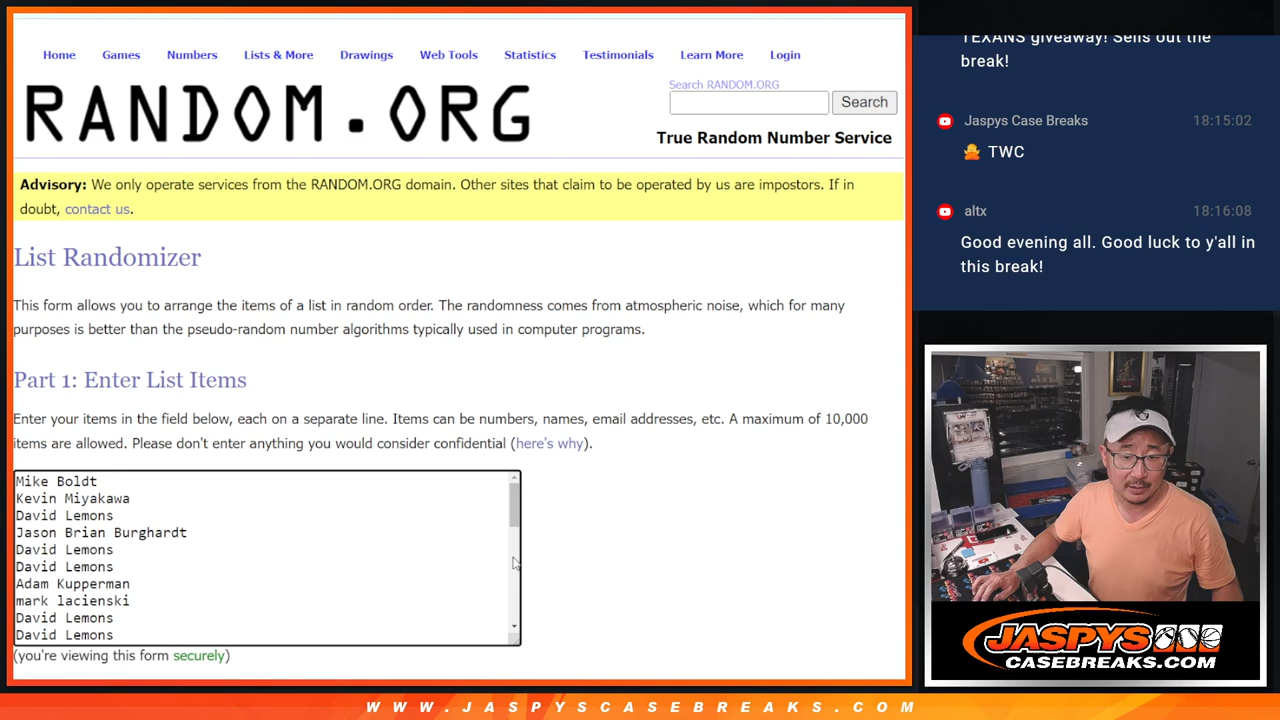 Home Games Numbers Lists & More Drawings Web Tools Statistics Testimonials Learn More Login
RANDOM.ORG
Search RANDOM.ORG
Search
True Random Number Service
Advisory: We only operate services from the RANDOM.ORG domain. Other sites that claim to be operated by us are impostors. If in
doubt, contact us.
List Randomizer
This form allows you to arrange the items of a list in random order. The randomness comes from atmospheric noise, which for many
purposes is better than the pseudo-random number algorithms typically used in computer programs.
Part 1: Enter List Items
Enter your items in the field below, each on a separate line. Items can be numbers, names, email addresses, etc. A maximum of 10,000
items are allowed. Please don't enter anything you would consider confidential (here's why).
Mike Boldt
Kevin Miyakawa
David Lemons
Jason Brian Burghardt
David Lemons
David Lemons
Adam Kupperman
mark lacienski
David Lemons
David Lemons
(you're viewing this form securely)
TEXANS giveaway! Sells out the
break!
Jaspys Case Breaks 18:15:02
TWC
altx 18:16:08
Good evening all. Good luck to y'all in
this break!
JASPYS
CASEBREAKS.COM
WWW.JASPYSCASEBREAKS.COM